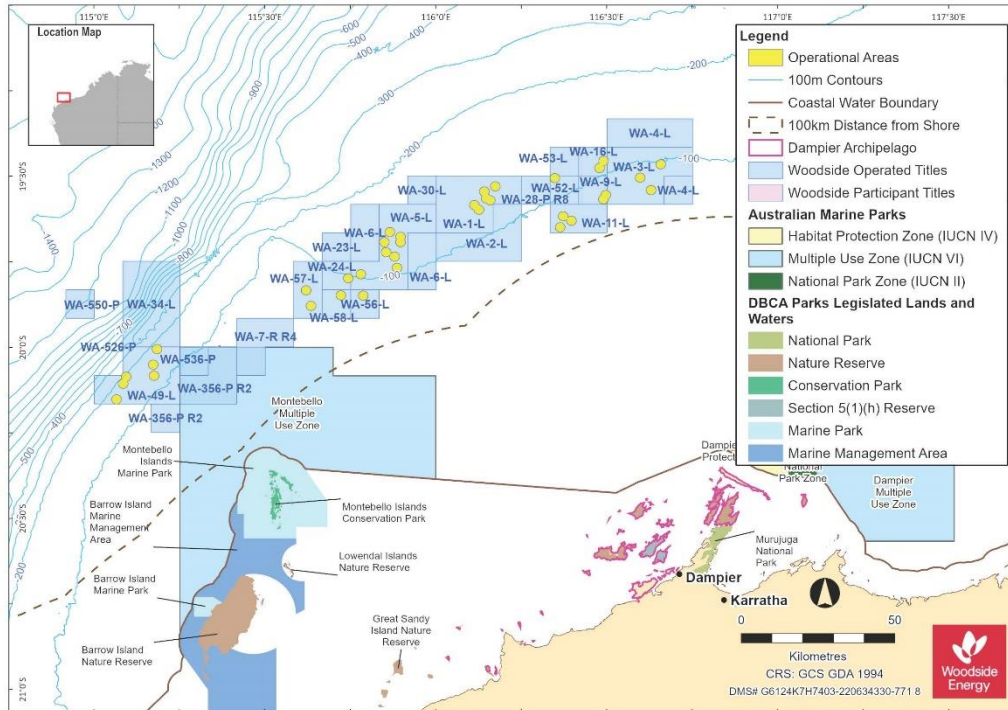 115°0'E
115°30'E
116°0'E
116°30'E
117°0'E
117°30'E
Location Map
-600
-500
-400
-400
-300
-200
-200
-900
-1100
-1300
-1200
-1100
-1000
-900
-800
-1400
-700
-400
-500
-200
-100
-100
-100
19°30'S
20°0'S
20°30'S
21°0'S
WA-4-L
WA-16-L
WA-53-L
WA-3-L
WA-9-L
WA-52-L
WA-4-L
WA-30-L
WA-28-P R8
WA-5-L
WA-1-L
WA-11-L
WA-6-L
WA-2-L
WA-23-L
WA-24-L
WA-6-L
WA-57-L
WA-56-L
WA-58-L
WA-550-P
WA-34-L
WA-7-R R4
WA-526-P
WA-536-P
WA-356-P R2
WA-49-L
WA-356-P R2
Montebello
Multiple
Use Zone
Montebello
Islands
Marine Park
Barrow Island
Marine
Management
Area
Montebello Islands
Conservation Park
Lowendal Islands
Nature Reserve
Barrow Island
Marine Park
Barrow Island
Nature Reserve
Great Sandy
Island Nature
Reserve
Dampier
National
Park Zone
Dampier
Multiple
Use Zone
Murujuga
National
Park
Dampier
Karratha
Legend
Operational Areas
100m Contours
Coastal Water Boundary
100km Distance from Shore
Dampier Archipelago
Woodside Operated Titles
Woodside Participant Titles
Australian Marine Parks
Habitat Protection Zone (IUCN IV)
Multiple Use Zone (IUCN VI)
National Park Zone (IUCN II)
DBCA Parks Legislated Lands and
Waters
National Park
Nature Reserve
Conservation Park
Section 5(1)(h) Reserve
Marine Park
Marine Management Area
0 50
Kilometres
CRS: GCS GDA 1994
DMS# G6124K7H7403-220634330-771 8
Woodside
Energy